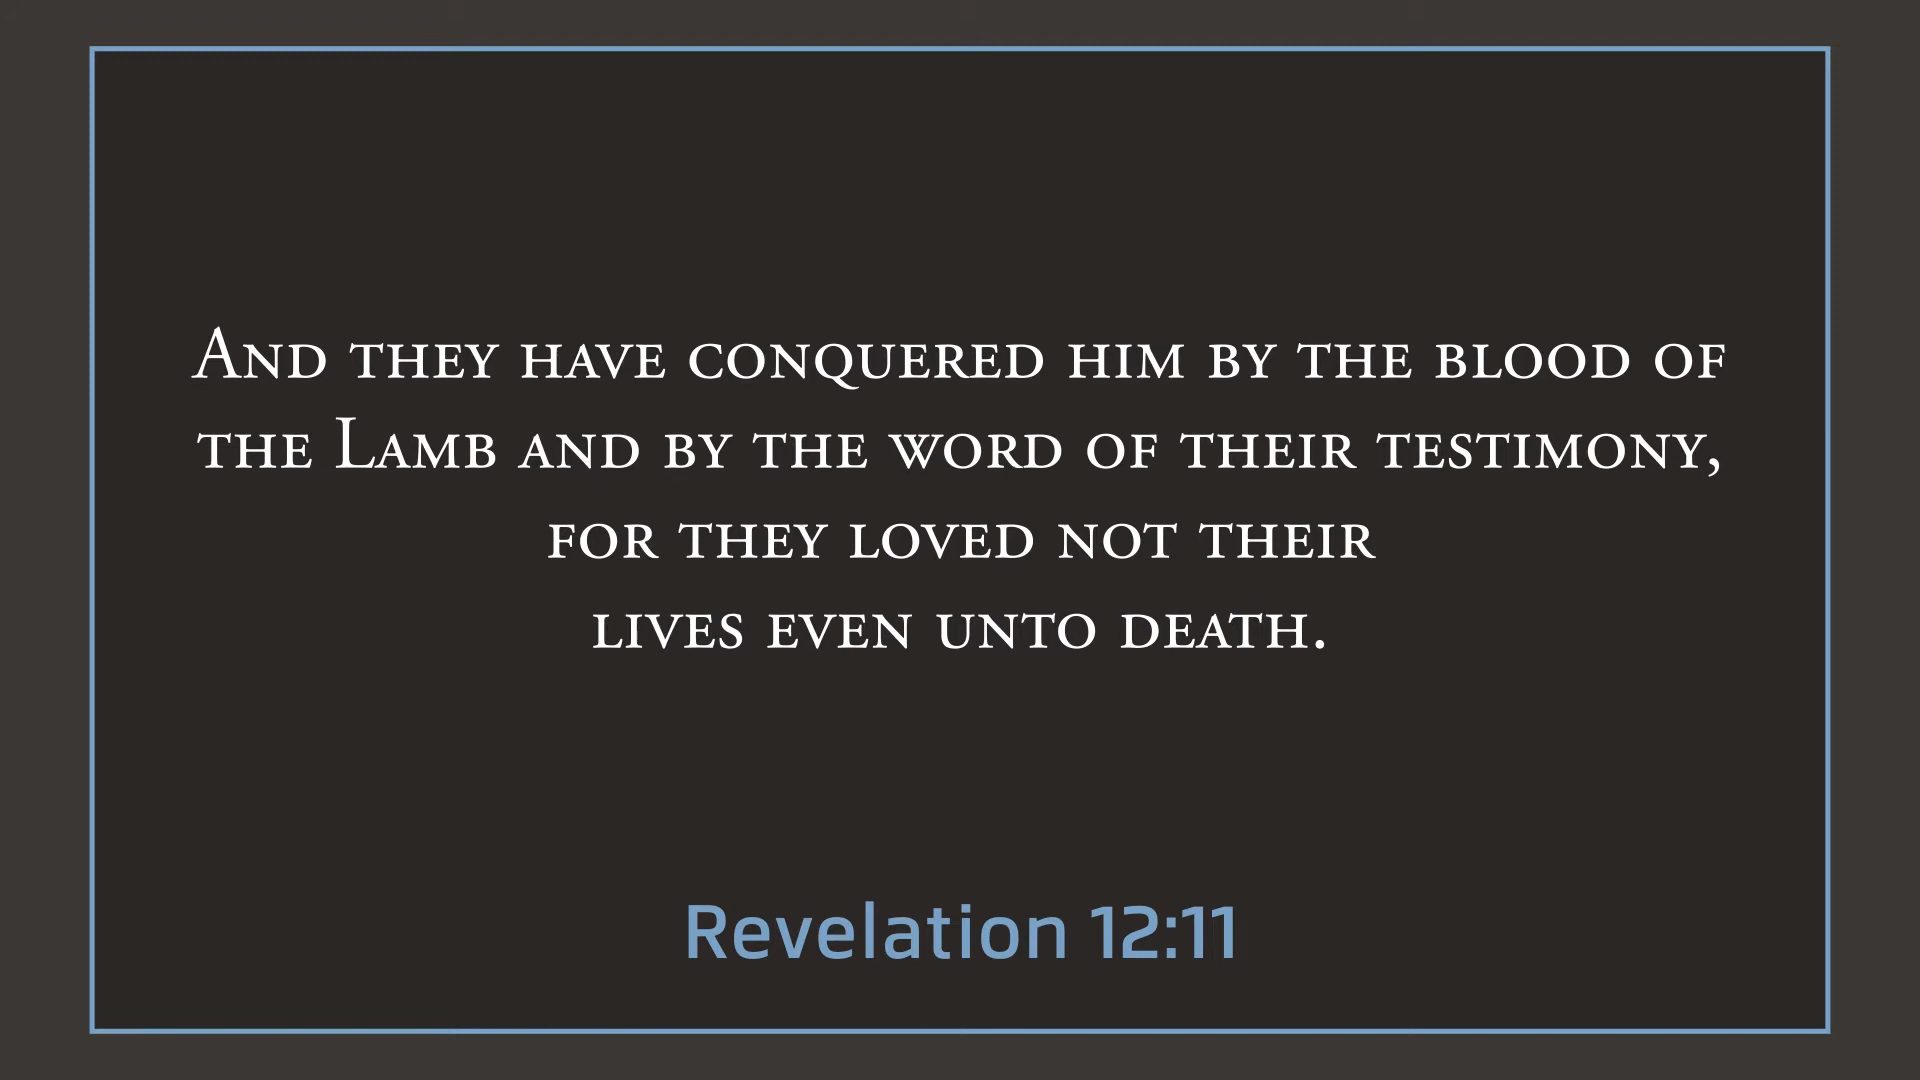 And they have conquered him by the blood of
the Lamb and by the word of their testimony,
for they loved not their
lives even unto death.
Revelation 12:11